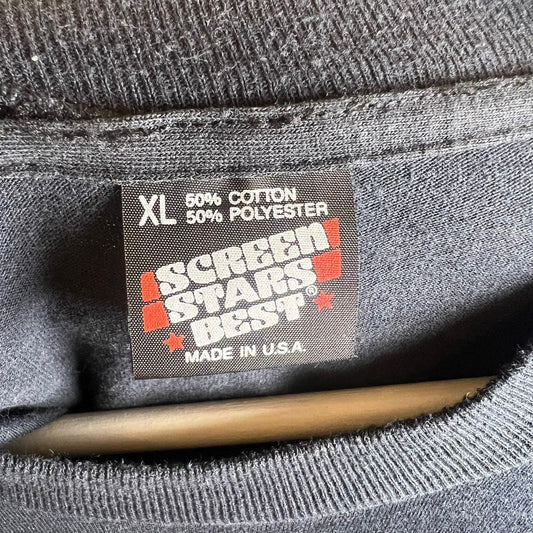 XL 50% COTTON
50% POLYESTER
SCREEN
STARS
BEST®
MADE IN U.S.A.